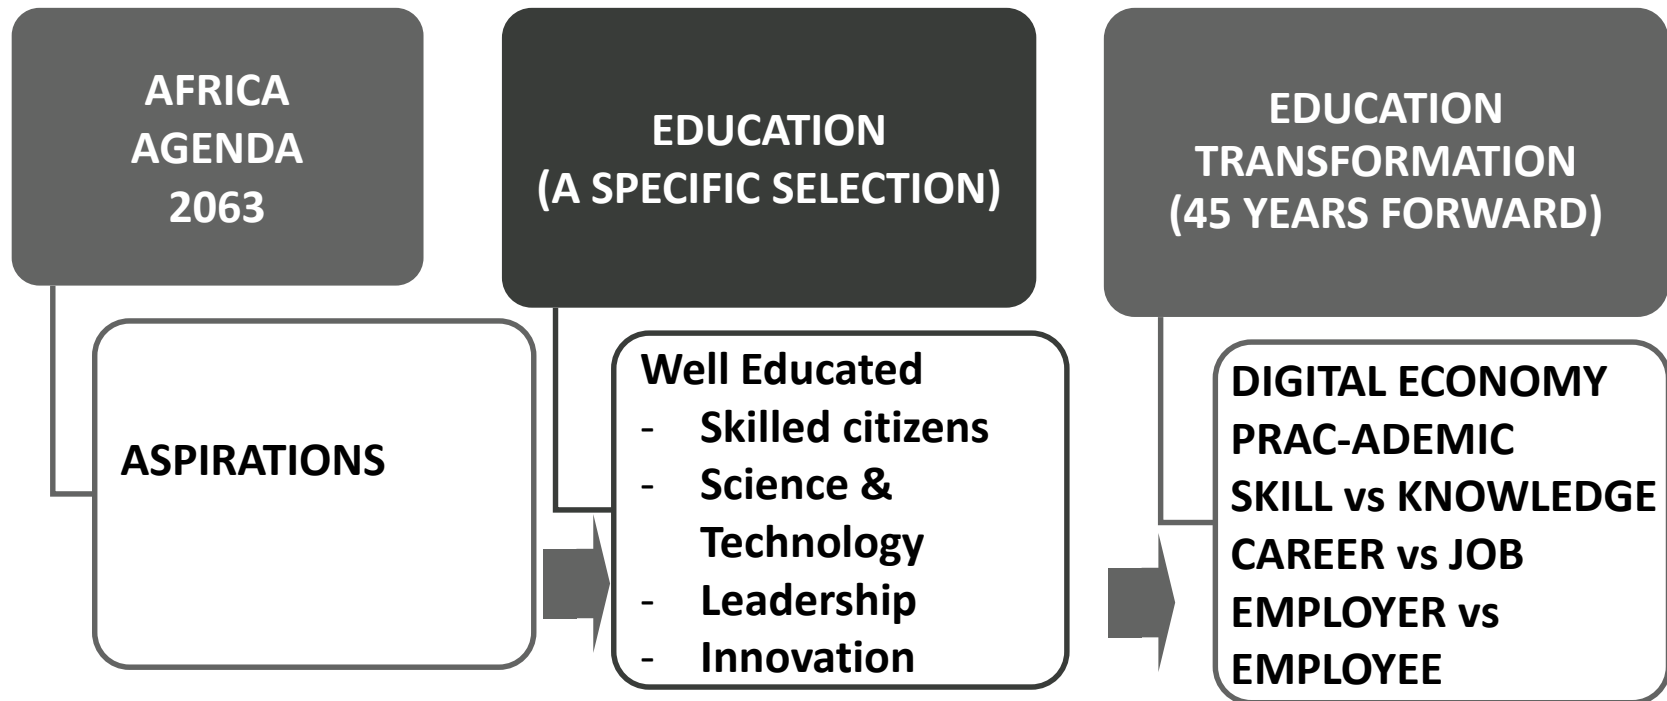 AFRICA
AGENDA
2063
ASPIRATIONS
EDUCATION
(A SPECIFIC SELECTION)
Well Educated
- Skilled citizens
- Science &
Technology
- Leadership
- Innovation
EDUCATION
TRANSFORMATION
(45 YEARS FORWARD)
DIGITAL ECONOMY
PRAC-ADEMIC
SKILL vs KNOWLEDGE
CAREER vs JOB
EMPLOYER vs
EMPLOYEE